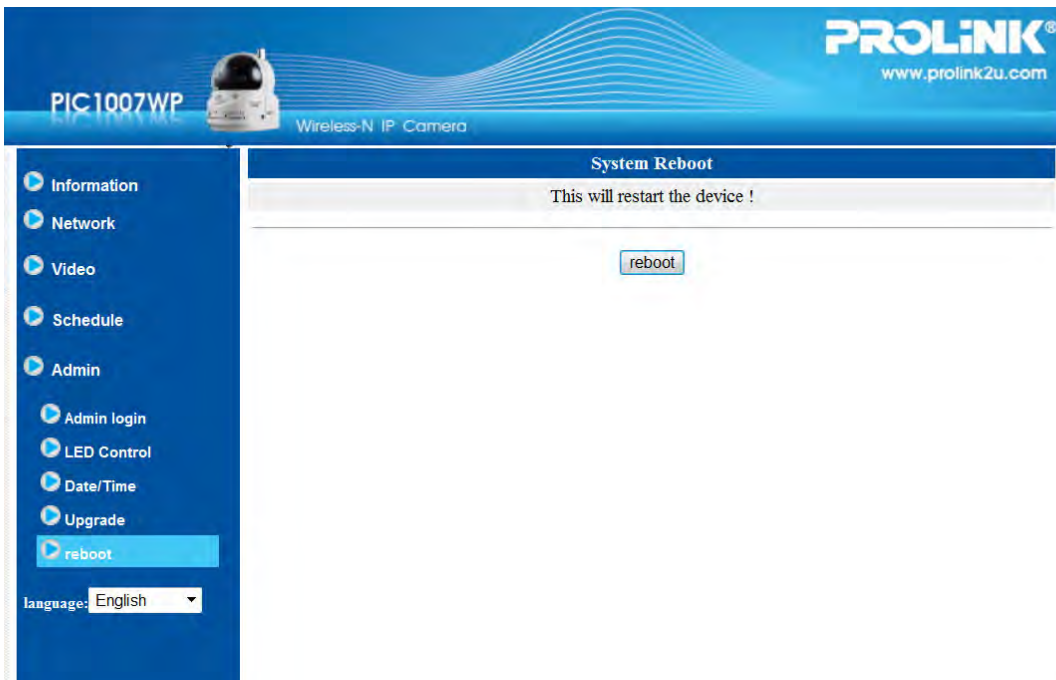 PROLiNK®
www.prolink2u.com
PIC1007WP
Wireless-N IP Camera
System Reboot
This will restart the device !
reboot
Information
Network
Video
Schedule
Admin
Admin login
LED Control
Date/Time
Upgrade
reboot
language: English